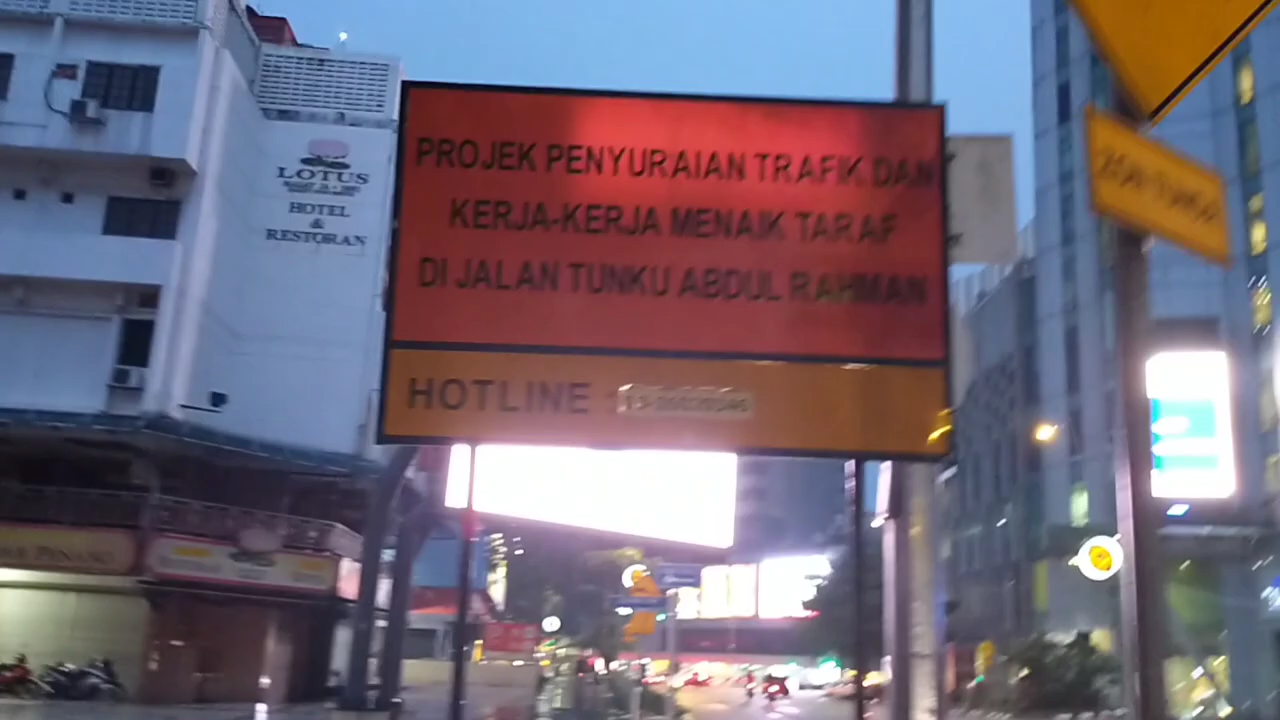 LOTUS
HOTEL
&
RESTORAN
PROJEK PENYURAIAN TRAFIK DAN
KERJA-KERJA MENAIK TARAF
DI JALAN TUNKU ABDUL RAHMAN
HOTLINE